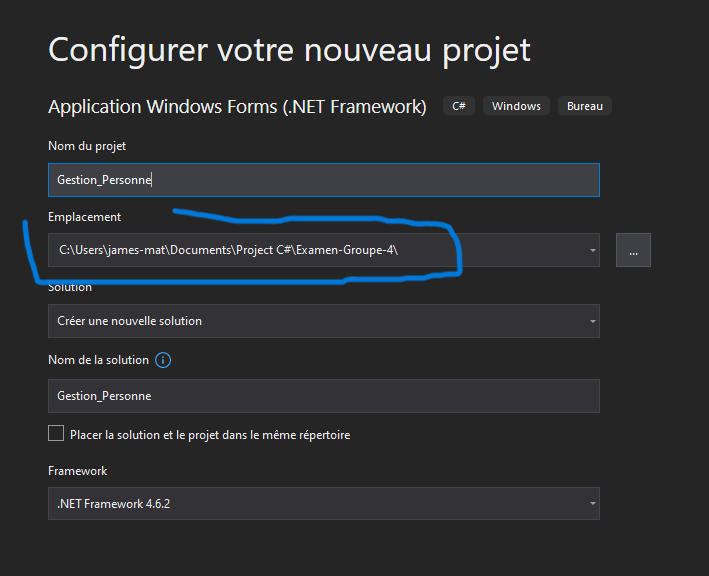 Configurer votre nouveau projet
Application Windows Forms (.NET Framework) C# Windows Bureau
Nom du projet
Gestion_Personne
Emplacement
C:\Users\james-mat\Documents\Project C#\Examen-Groupe-4\
...
Solution
Créer une nouvelle solution
Nom de la solution
Gestion_Personne
Placer la solution et le projet dans le même répertoire
Framework
.NET Framework 4.6.2